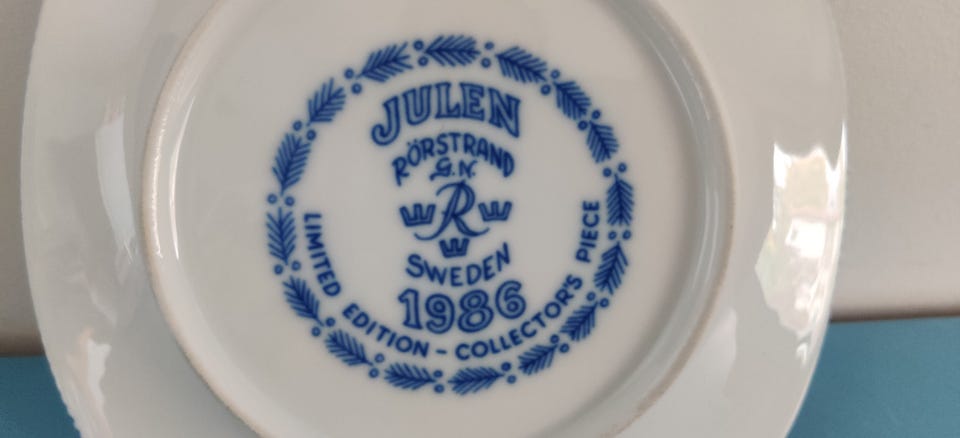 JULEN
RÖRSTRAND
G.N.
R
SWEDEN
1986
LIMITED EDITION - COLLECTOR'S PIECE